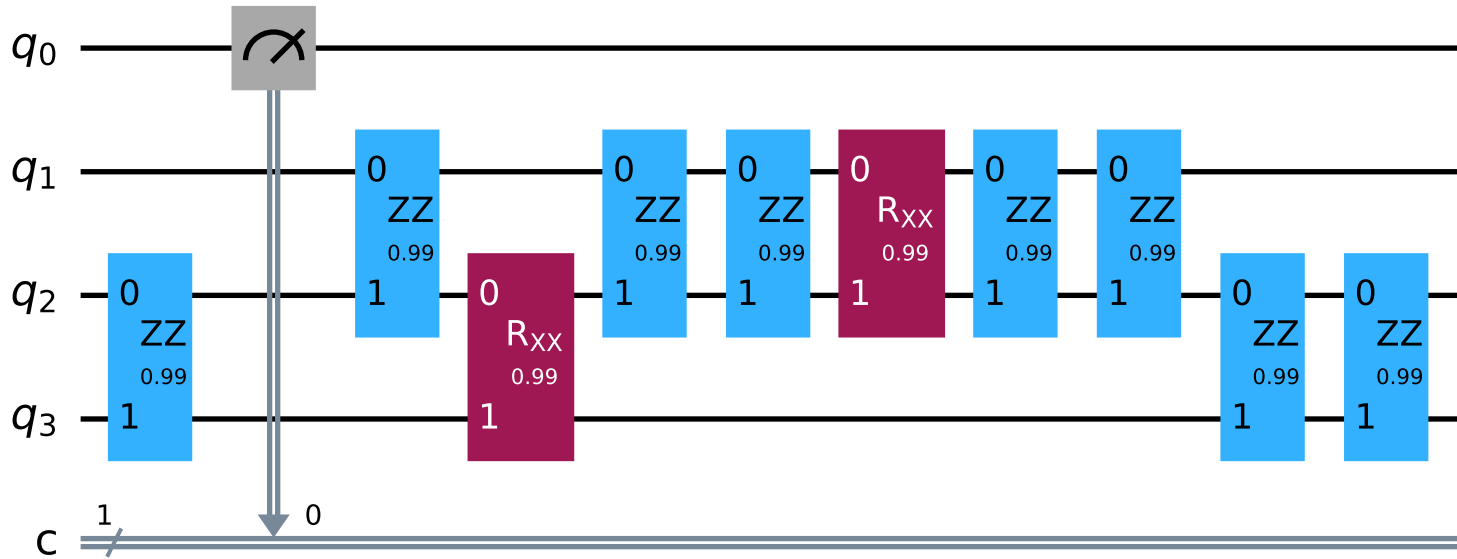 q0
q1 0 0 0 0 0 0
ZZ ZZ ZZ RXX ZZ ZZ
0.99 0.99 0.99 0.99 0.99 0.99
q2 0 1 0 1 1 1 1 1 0 0
ZZ RXX ZZ ZZ
0.99 0.99 0.99 0.99
q3 1 1 1 1
1 0
c